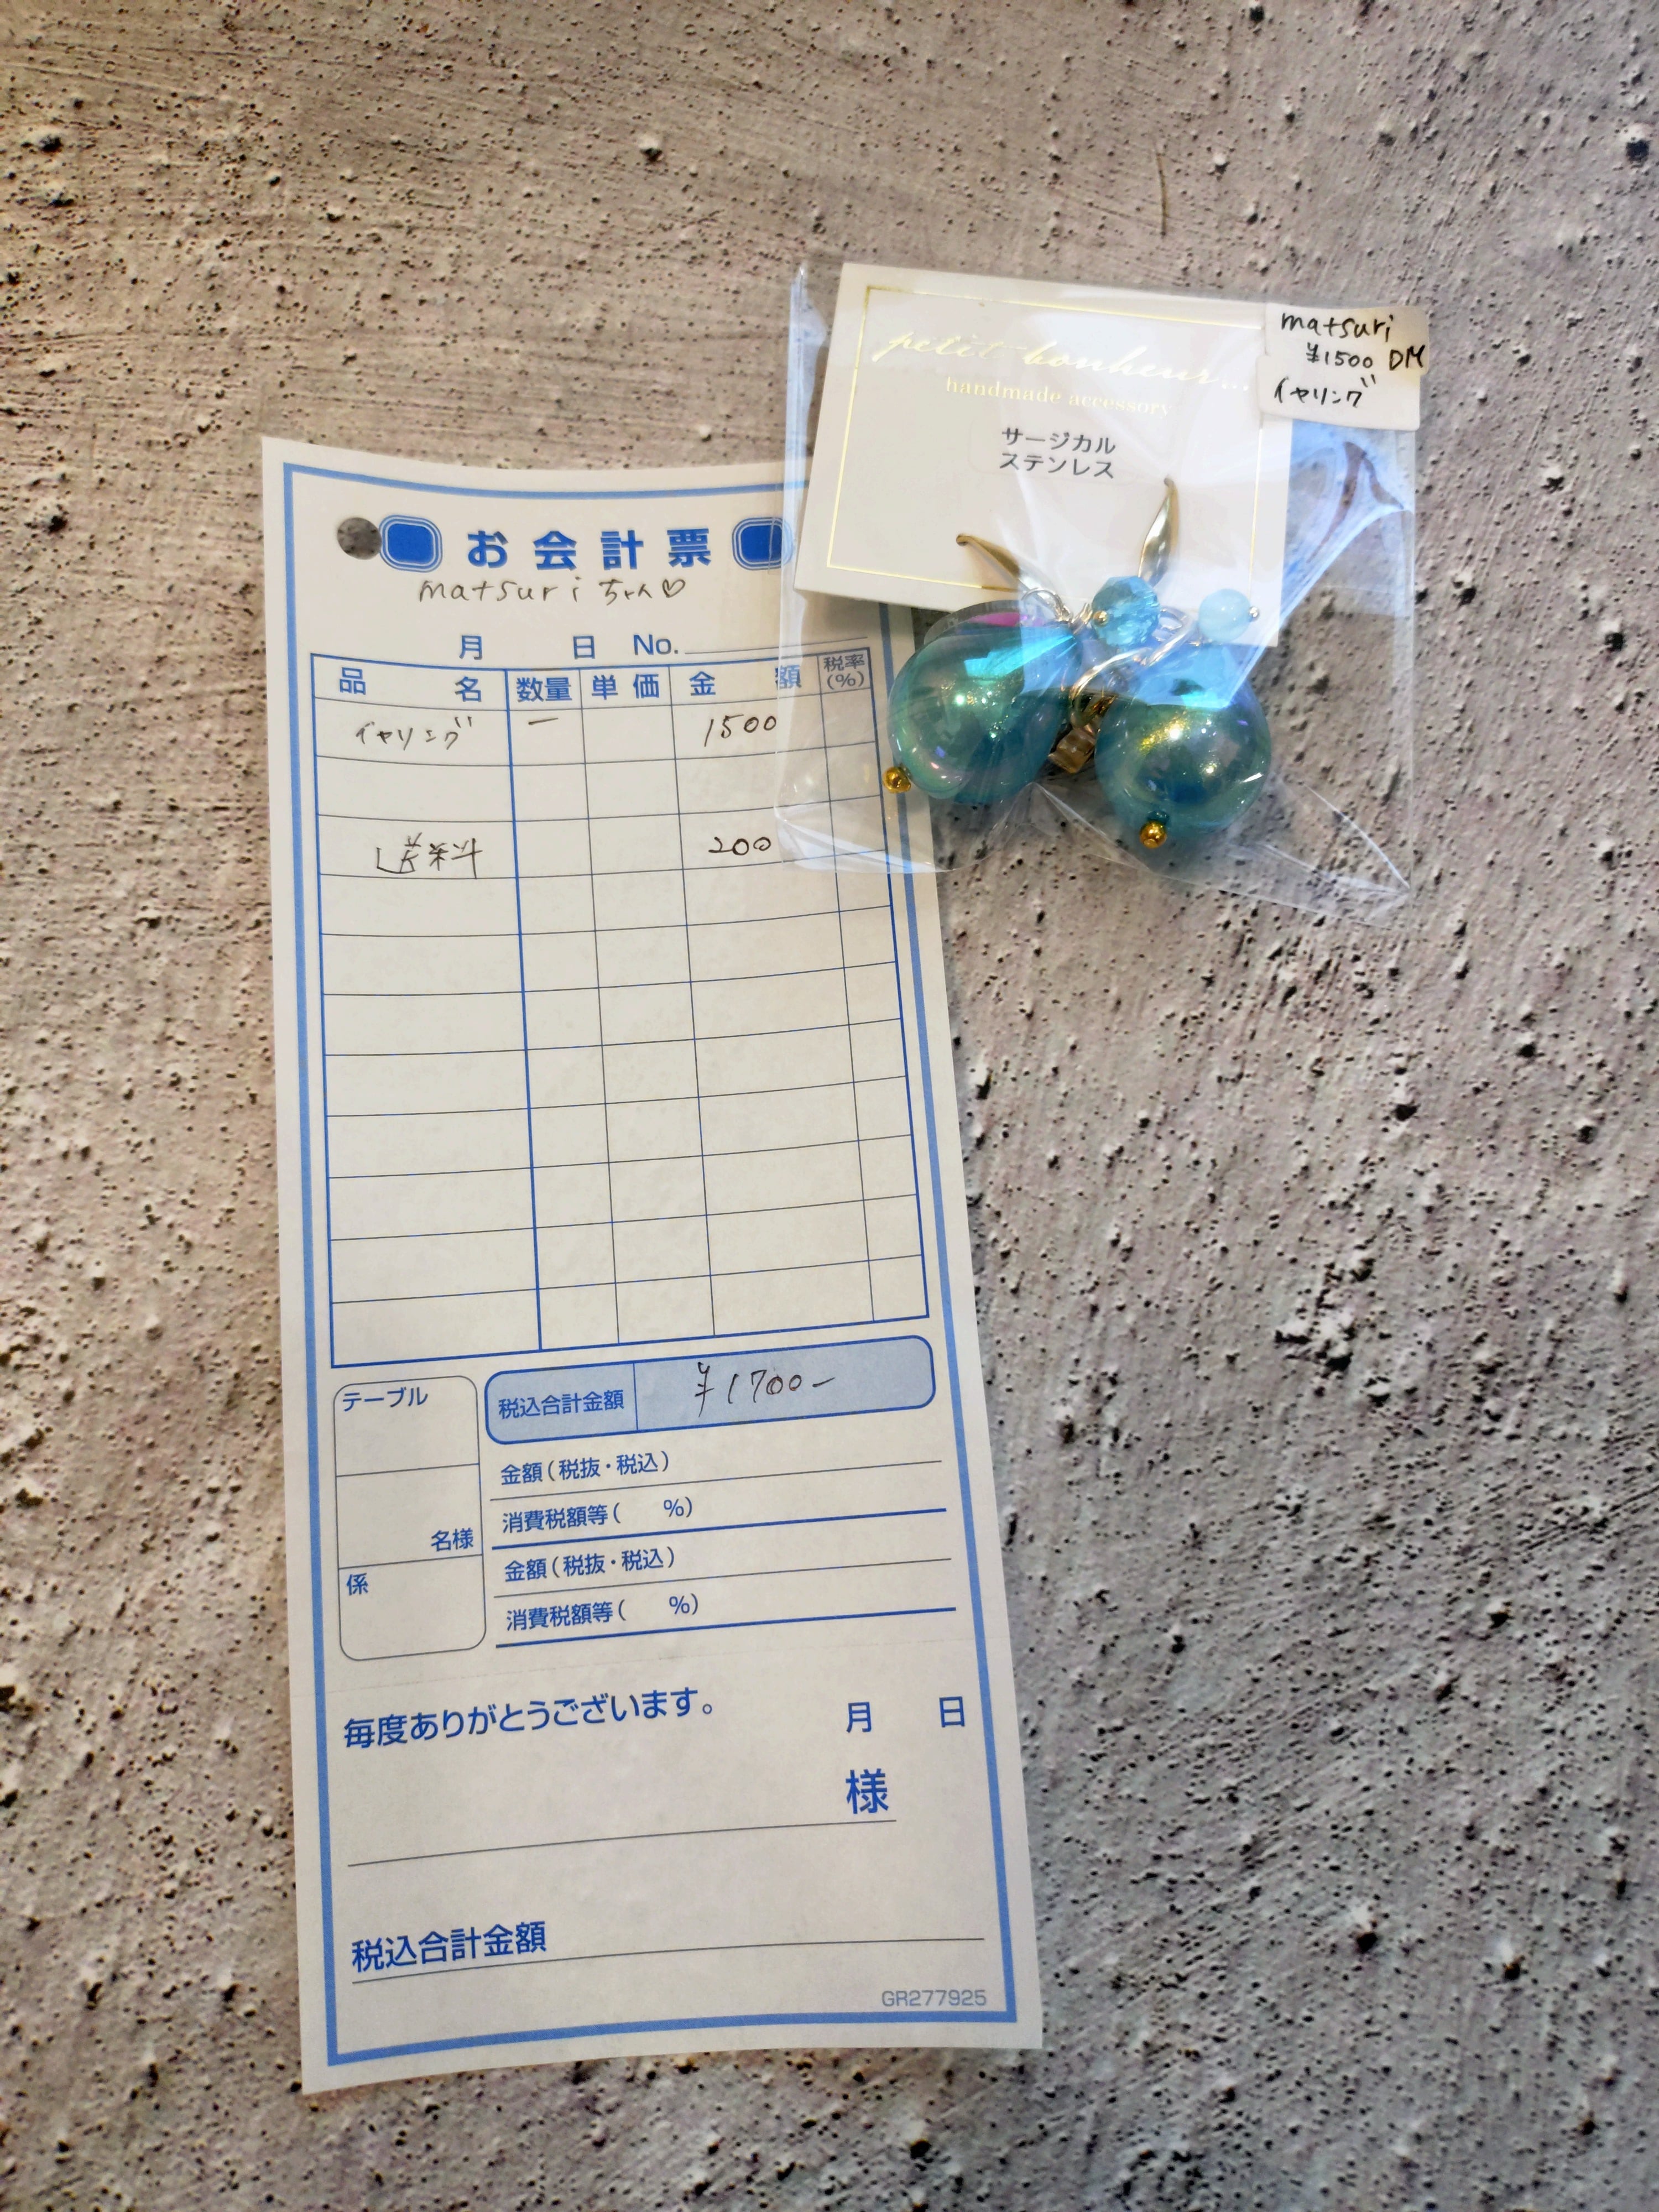 petit bonheur...
handmade accessory
サージカル
ステンレス
matsuri
¥1500 DM
イヤリング
お会計票
matsuriちゃん♡
月 日 No.
品名 数量 単価 金額 税率(%)
イヤリング 一 1500
送料 200
テーブル
名様
係
税込合計金額 ¥1700-
金額(税抜・税込)
消費税額等( %)
金額(税抜・税込)
消費税額等( %)
毎度ありがとうございます。 月 日
様
税込合計金額
GR277925